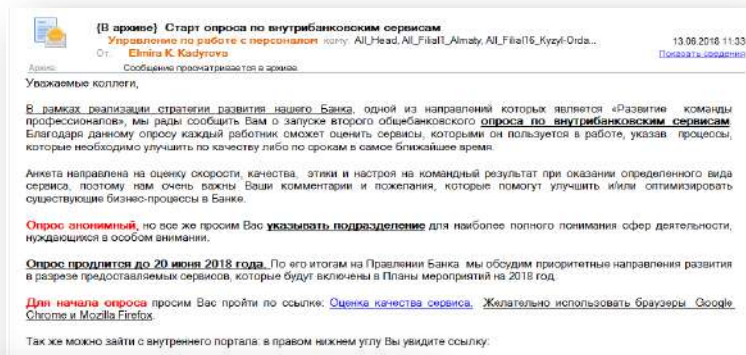 {В архиве} Старт опроса по внутрибанковским сервисам
Управление по работе с персоналом кому: All_Head, All_Filial1_Almaty, All_Filial16_Kyzyl-Orda... 13.06.2018 11:33
От: Elmira K. Kadyrova Показать сведения
Архив: Сообщение просматривается в архиве.
Уважаемые коллеги,
В рамках реализации стратегии развития нашего Банка, одной из направлений которых является «Развитие команды
профессионалов», мы рады сообщить Вам о запуске второго общебанковского опроса по внутрибанковским сервисам.
Благодаря данному опросу каждый работник сможет оценить сервисы, которыми он пользуется в работе, указав процессы,
которые необходимо улучшить по качеству либо по срокам в самое ближайшее время.
Анкета направлена на оценку скорости, качества, этики и настроя на командный результат при оказании определенного вида
сервиса, поэтому нам очень важны Ваши комментарии и пожелания, которые помогут улучшить и/или оптимизировать
существующие бизнес-процессы в Банке.
Опрос анонимный, но все же просим Вас указывать подразделение для наиболее полного понимания сфер деятельности,
нуждающихся в особом внимании.
Опрос продлится до 20 июня 2018 года. По его итогам на Правлении Банка мы обсудим приоритетные направления развития
в разрезе предоставляемых сервисов, которые будут включены в Планы мероприятий на 2018 год.
Для начала опроса просим Вас пройти по ссылке: Оценка качества сервиса. Желательно использовать браузеры Google
Chrome и Mozilla Firefox.
Так же можно зайти с внутреннего портала: в правом нижнем углу Вы увидите ссылку: